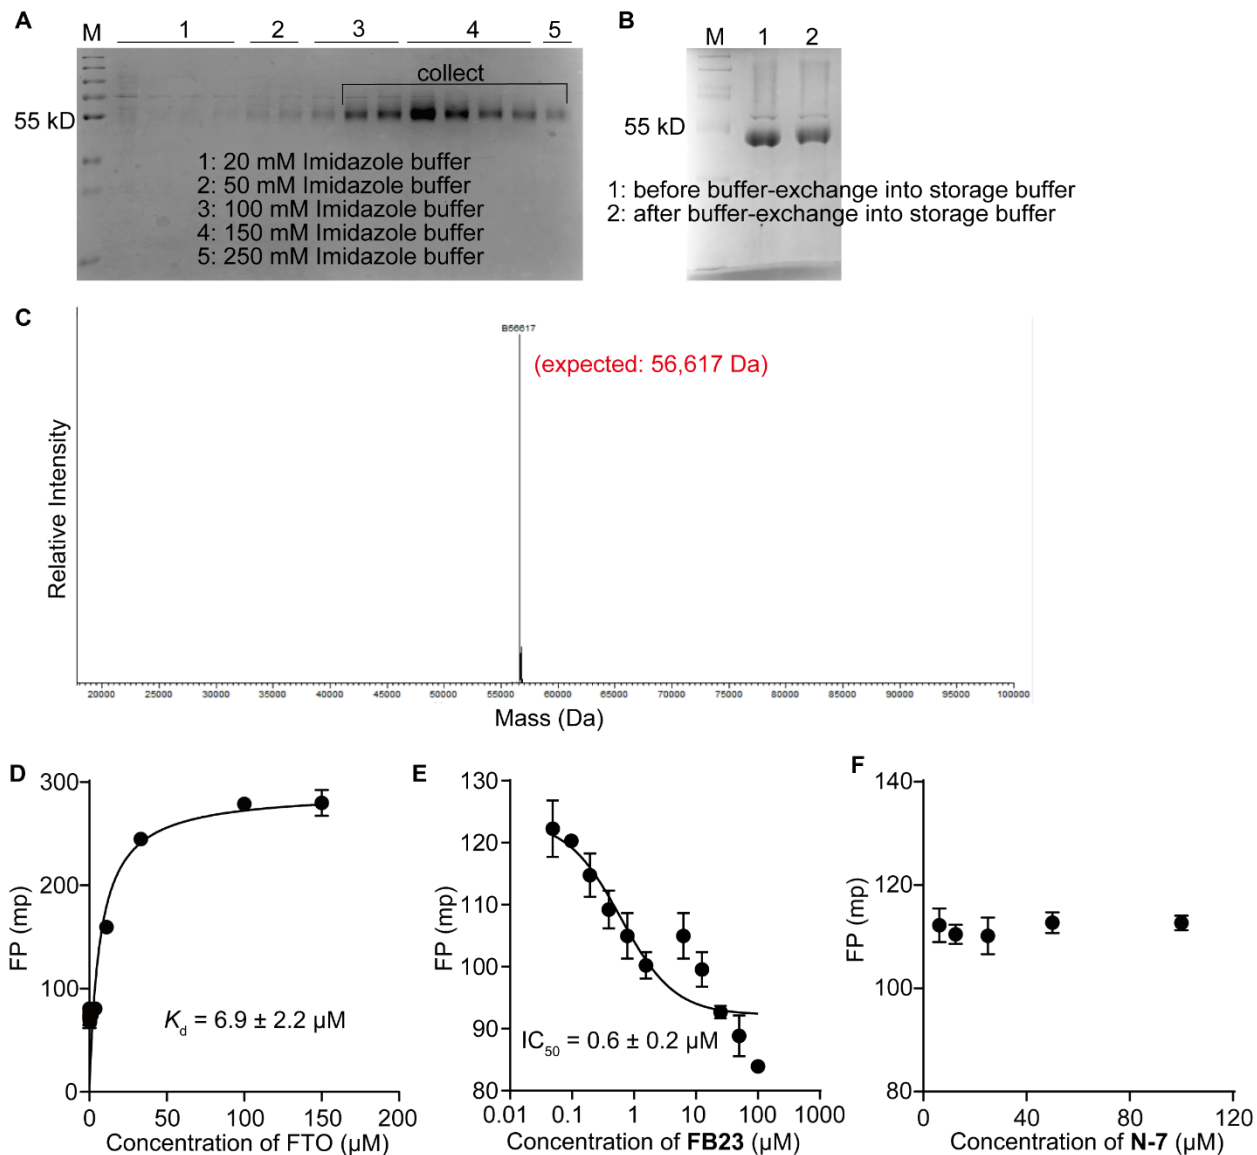 A
M 1 2 3 4 5
collect
55 kD
1: 20 mM Imidazole buffer
2: 50 mM Imidazole buffer
3: 100 mM Imidazole buffer
4: 150 mM Imidazole buffer
5: 250 mM Imidazole buffer
B
M 1 2
55 kD
1: before buffer-exchange into storage buffer
2: after buffer-exchange into storage buffer
C
B56617
(expected: 56,617 Da)
Relative Intensity
20000 25000 30000 35000 40000 45000 50000 55000 60000 65000 70000 75000 80000 85000 90000 95000 100000
Mass (Da)
D
300
200
100
0
FP (mp)
K_d = 6.9 ± 2.2 µM
0 50 100 150 200
Concentration of FTO (µM)
E
130
120
110
100
90
80
FP (mp)
IC_50 = 0.6 ± 0.2 µM
0.01 0.1 1 10 100 1000
Concentration of FB23 (µM)
F
140
120
100
80
FP (mp)
0 40 80 120
Concentration of N-7 (µM)